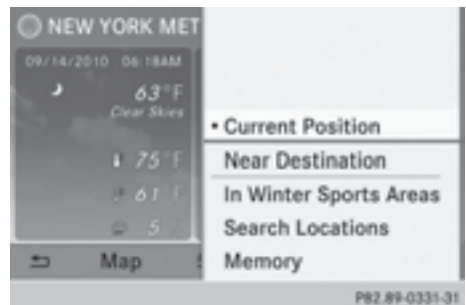 NEW YORK MET
09/14/2010 06:18AM
63°F
Clear Skies
75°F
61°F
5
• Current Position
Near Destination
In Winter Sports Areas
Search Locations
Memory
Map
P82.89-0331-31